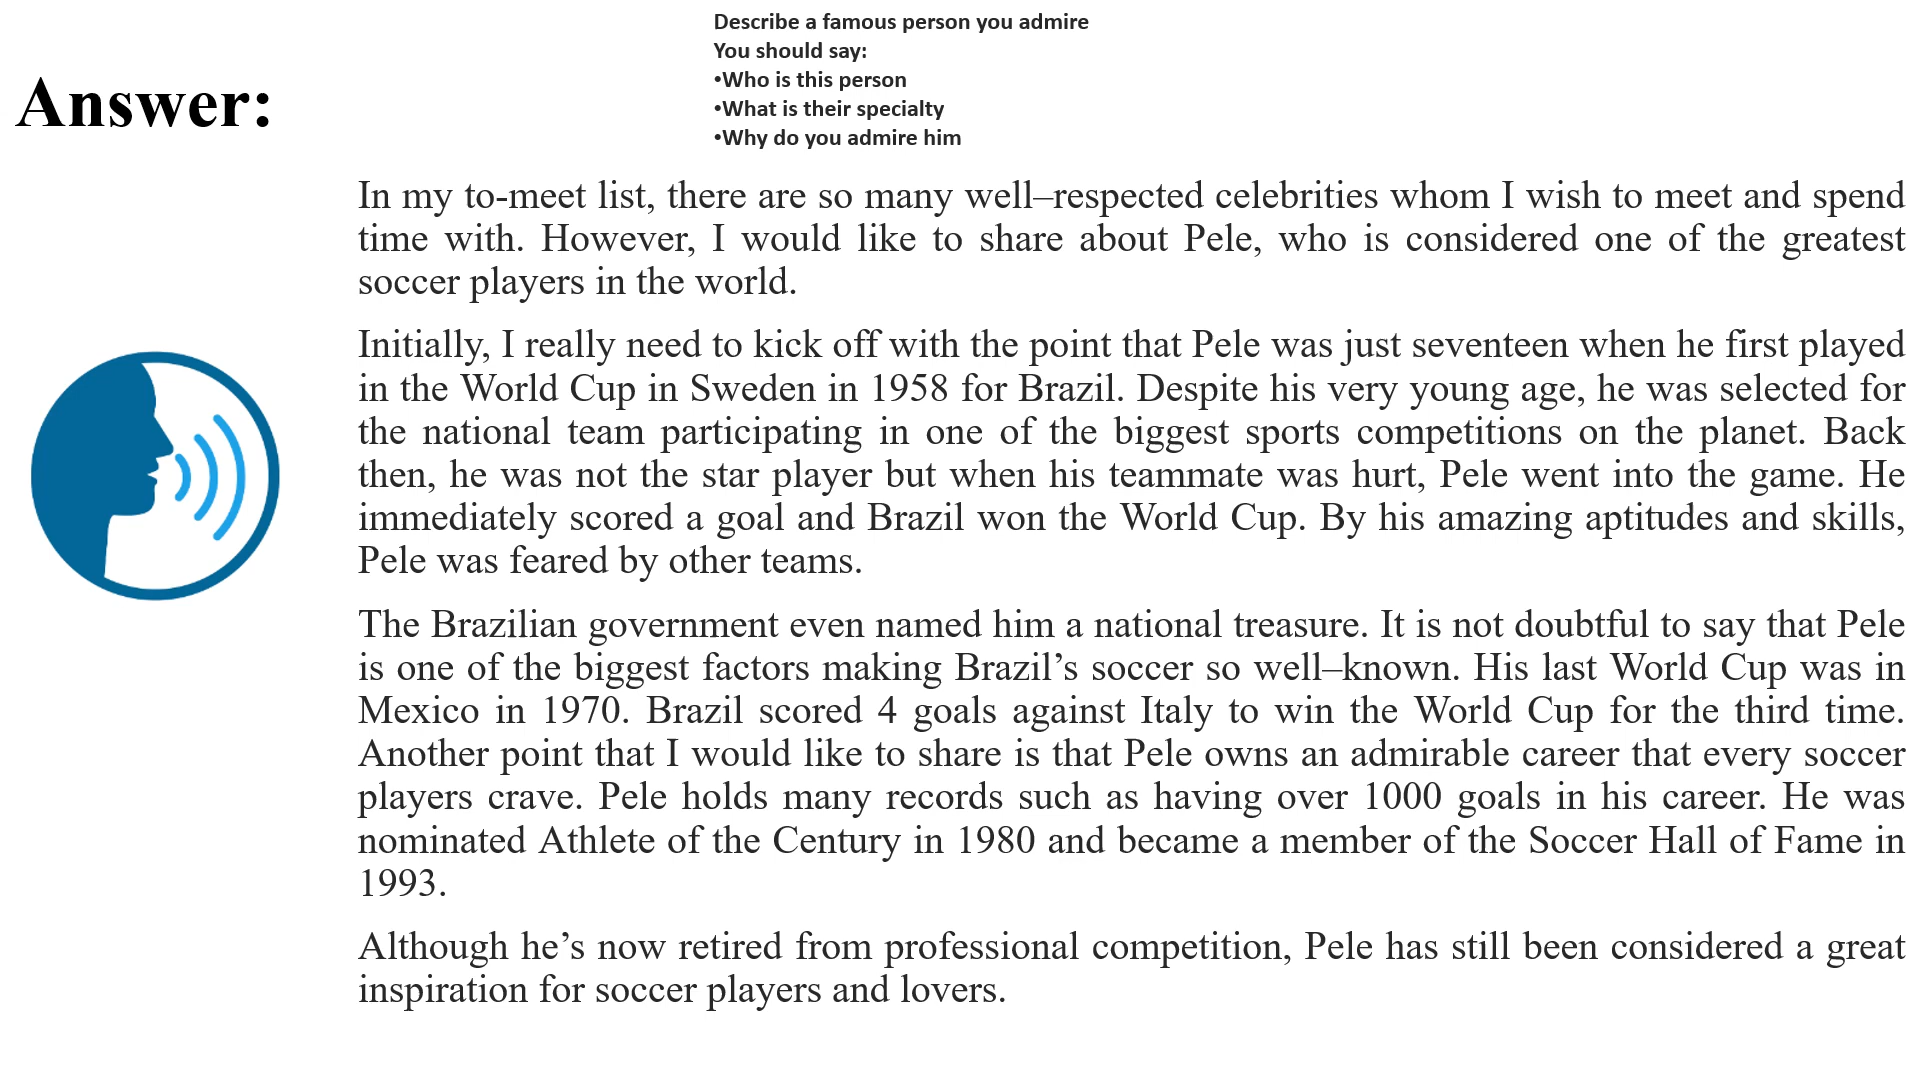 Describe a famous person you admire
You should say:
•Who is this person
•What is their specialty
•Why do you admire him
Answer:
In my to-meet list, there are so many well–respected celebrities whom I wish to meet and spend
time with. However, I would like to share about Pele, who is considered one of the greatest
soccer players in the world.
Initially, I really need to kick off with the point that Pele was just seventeen when he first played
in the World Cup in Sweden in 1958 for Brazil. Despite his very young age, he was selected for
the national team participating in one of the biggest sports competitions on the planet. Back
then, he was not the star player but when his teammate was hurt, Pele went into the game. He
immediately scored a goal and Brazil won the World Cup. By his amazing aptitudes and skills,
Pele was feared by other teams.
The Brazilian government even named him a national treasure. It is not doubtful to say that Pele
is one of the biggest factors making Brazil’s soccer so well–known. His last World Cup was in
Mexico in 1970. Brazil scored 4 goals against Italy to win the World Cup for the third time.
Another point that I would like to share is that Pele owns an admirable career that every soccer
players crave. Pele holds many records such as having over 1000 goals in his career. He was
nominated Athlete of the Century in 1980 and became a member of the Soccer Hall of Fame in
1993.
Although he’s now retired from professional competition, Pele has still been considered a great
inspiration for soccer players and lovers.